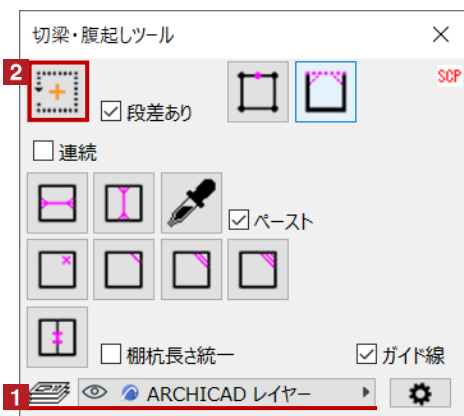 切梁・腹起しツール
2
段差あり
SCP
連続
ペースト
棚杭長さ統一
ガイド線
1
ARCHICAD レイヤー